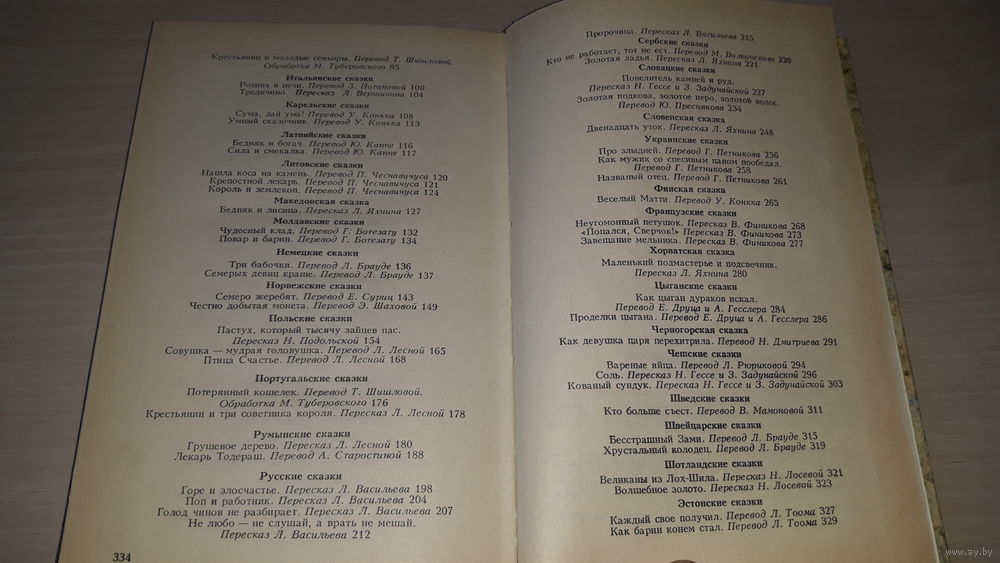 Крестьянин и молодые сеньоры. Перевод Т. Шишловой.
Обработка М. Туберовского 95
Итальянские сказки
Розина в печи. Перевод З. Потаповой 100
Тредичино. Пересказ Л. Вершинина 104
Карельские сказки
Сума, дай ума! Перевод У. Конкка 108
Умный сказочник. Перевод У. Конкка 113
Латвийские сказки
Бедняк и богач. Перевод Ю. Каппе 116
Сила и смекалка. Перевод Ю. Каппе 117
Литовские сказки
Нашла коса на камень. Перевод П. Чеснавичуса 120
Крепостной лекарь. Перевод П. Чеснавичуса 121
Король и землекоп. Перевод П. Чеснавичуса 124
Македонская сказка
Бедняк и лисица. Пересказ Л. Яхнина 127
Молдавские сказки
Чудесный клад. Перевод Г. Ботезату 132
Повар и барин. Перевод Г. Ботезату 134
Немецкие сказки
Три бабочки. Перевод Л. Брауде 136
Семерых девиц краше. Перевод Л. Брауде 137
Норвежские сказки
Семеро жеребят. Перевод Е. Суриц 143
Честно добытая монета. Перевод Э. Шаховой 149
Польские сказки
Пастух, который тысячу зайцев пас.
Пересказ Н. Подольской 154
Совушка — мудрая головушка. Перевод Л. Лесной 165
Птица Счастье. Перевод Л. Лесной 168
Португальские сказки
Потерянный кошелек. Перевод Т. Шишловой.
Обработка М. Туберовского 176
Крестьянин и три советника короля. Пересказ Л. Лесной 178
Румынские сказки
Грушевое дерево. Пересказ Л. Лесной 180
Лекарь Тодераш. Перевод А. Старостиной 188
Русские сказки
Горе и злосчастье. Пересказ Л. Васильева 198
Поп и работник. Пересказ Л. Васильева 204
Голод чинов не разбирает. Пересказ Л. Васильева 207
Не любо — не слушай, а врать не мешай.
Пересказ Л. Васильева 212
334
Пророчица. Пересказ Л. Васильева 215
Сербские сказки
Кто не работает, тот не ест. Перевод М. Волконского 220
Золотая ладья. Пересказ Л. Яхнина 221
Словацкие сказки
Повелитель камней и руд.
Пересказ Н. Гессе и З. Задунайской 227
Золотая подкова, золотое перо, золотой волос.
Перевод Ю. Преснякова 234
Словенская сказка
Двенадцать уток. Пересказ Л. Яхнина 248
Украинские сказки
Про злыдней. Перевод Г. Петникова 256
Как мужик со спесивым паном пообедал.
Перевод Г. Петникова 258
Названый отец. Перевод Г. Петникова 261
Финская сказка
Веселый Матти. Перевод У. Конкка 265
Французские сказки
Неугомонный петушок. Пересказ В. Финикова 268
«Попался, Сверчок!» Пересказ В. Финикова 273
Завещание мельника. Пересказ В. Финикова 277
Хорватская сказка
Маленький подмастерье и подсвечник.
Пересказ Л. Яхнина 280
Цыганские сказки
Как цыган дураков искал.
Перевод Е. Друца и А. Гесслера 284
Проделки цыгана. Перевод Е. Друца и А. Гесслера 286
Черногорская сказка
Как девушка царя перехитрила. Перевод Н. Дмитриева 291
Чешские сказки
Вареные яйца. Перевод Л. Рюриковой 294
Соль. Пересказ Н. Гессе и З. Задунайской 296
Кованый сундук. Пересказ Н. Гессе и З. Задунайской 303
Шведские сказки
Кто больше съест. Перевод В. Мамоновой 311
Швейцарские сказки
Бесстрашный Зами. Перевод Л. Брауде 315
Хрустальный колодец. Перевод Л. Брауде 319
Шотландские сказки
Великаны из Лох-Шила. Пересказ Н. Лосевой 321
Волшебное золото. Пересказ Н. Лосевой 323
Эстонские сказки
Каждый свое получил. Перевод Л. Тоома 327
Как барин конем стал. Перевод Л. Тоома 329
www.ay.by